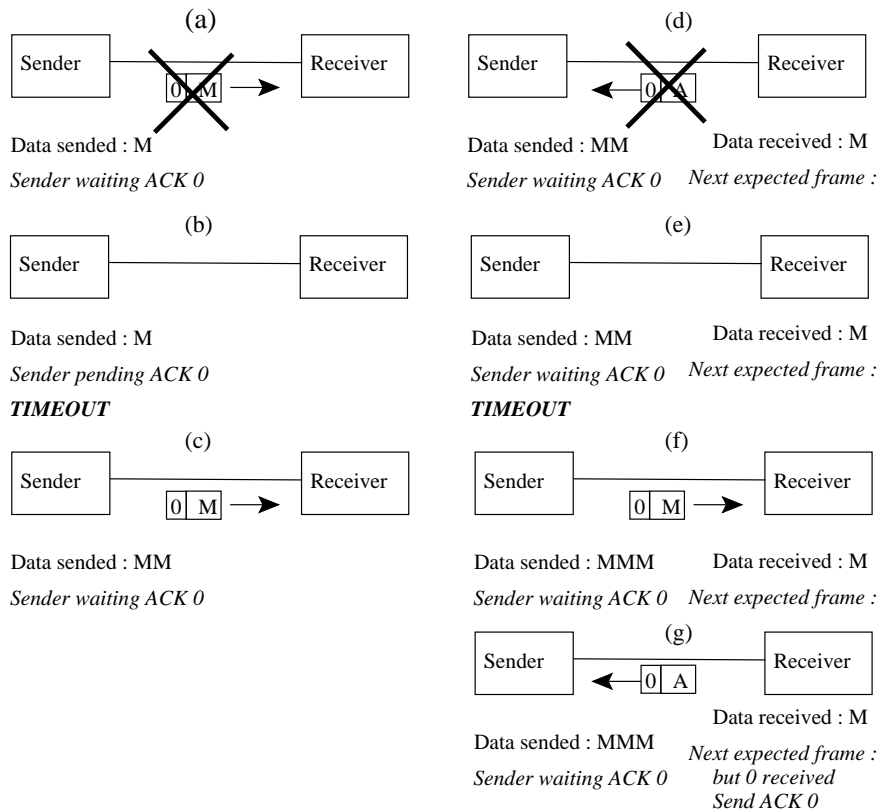 (a)
Sender
Receiver
0 M
Data sended : M
Sender waiting ACK 0
(b)
Sender
Receiver
Data sended : M
Sender pending ACK 0
TIMEOUT
(c)
Sender
Receiver
0 M
Data sended : MM
Sender waiting ACK 0
(d)
Sender
Receiver
0 A
Data sended : MM
Data received : M
Sender waiting ACK 0
Next expected frame :
(e)
Sender
Receiver
Data sended : MM
Data received : M
Sender waiting ACK 0
Next expected frame :
TIMEOUT
(f)
Sender
Receiver
0 M
Data sended : MMM
Data received : M
Sender waiting ACK 0
Next expected frame :
(g)
Sender
Receiver
0 A
Data sended : MMM
Data received : M
Sender waiting ACK 0
Next expected frame :
but 0 received
Send ACK 0